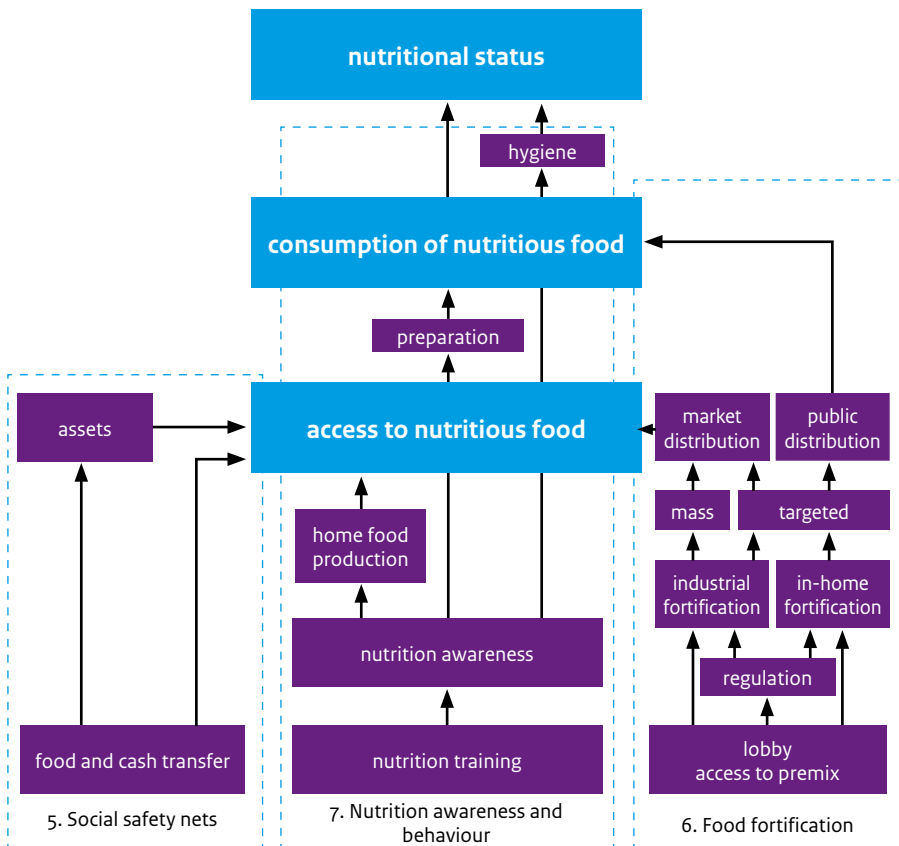 nutritional status
hygiene
consumption of nutritious food
preparation
assets
access to nutritious food
market
distribution
public
distribution
mass
targeted
home food
production
industrial
fortification
in-home
fortification
nutrition awareness
regulation
food and cash transfer
nutrition training
lobby
access to premix
5. Social safety nets
7. Nutrition awareness and
behaviour
6. Food fortification